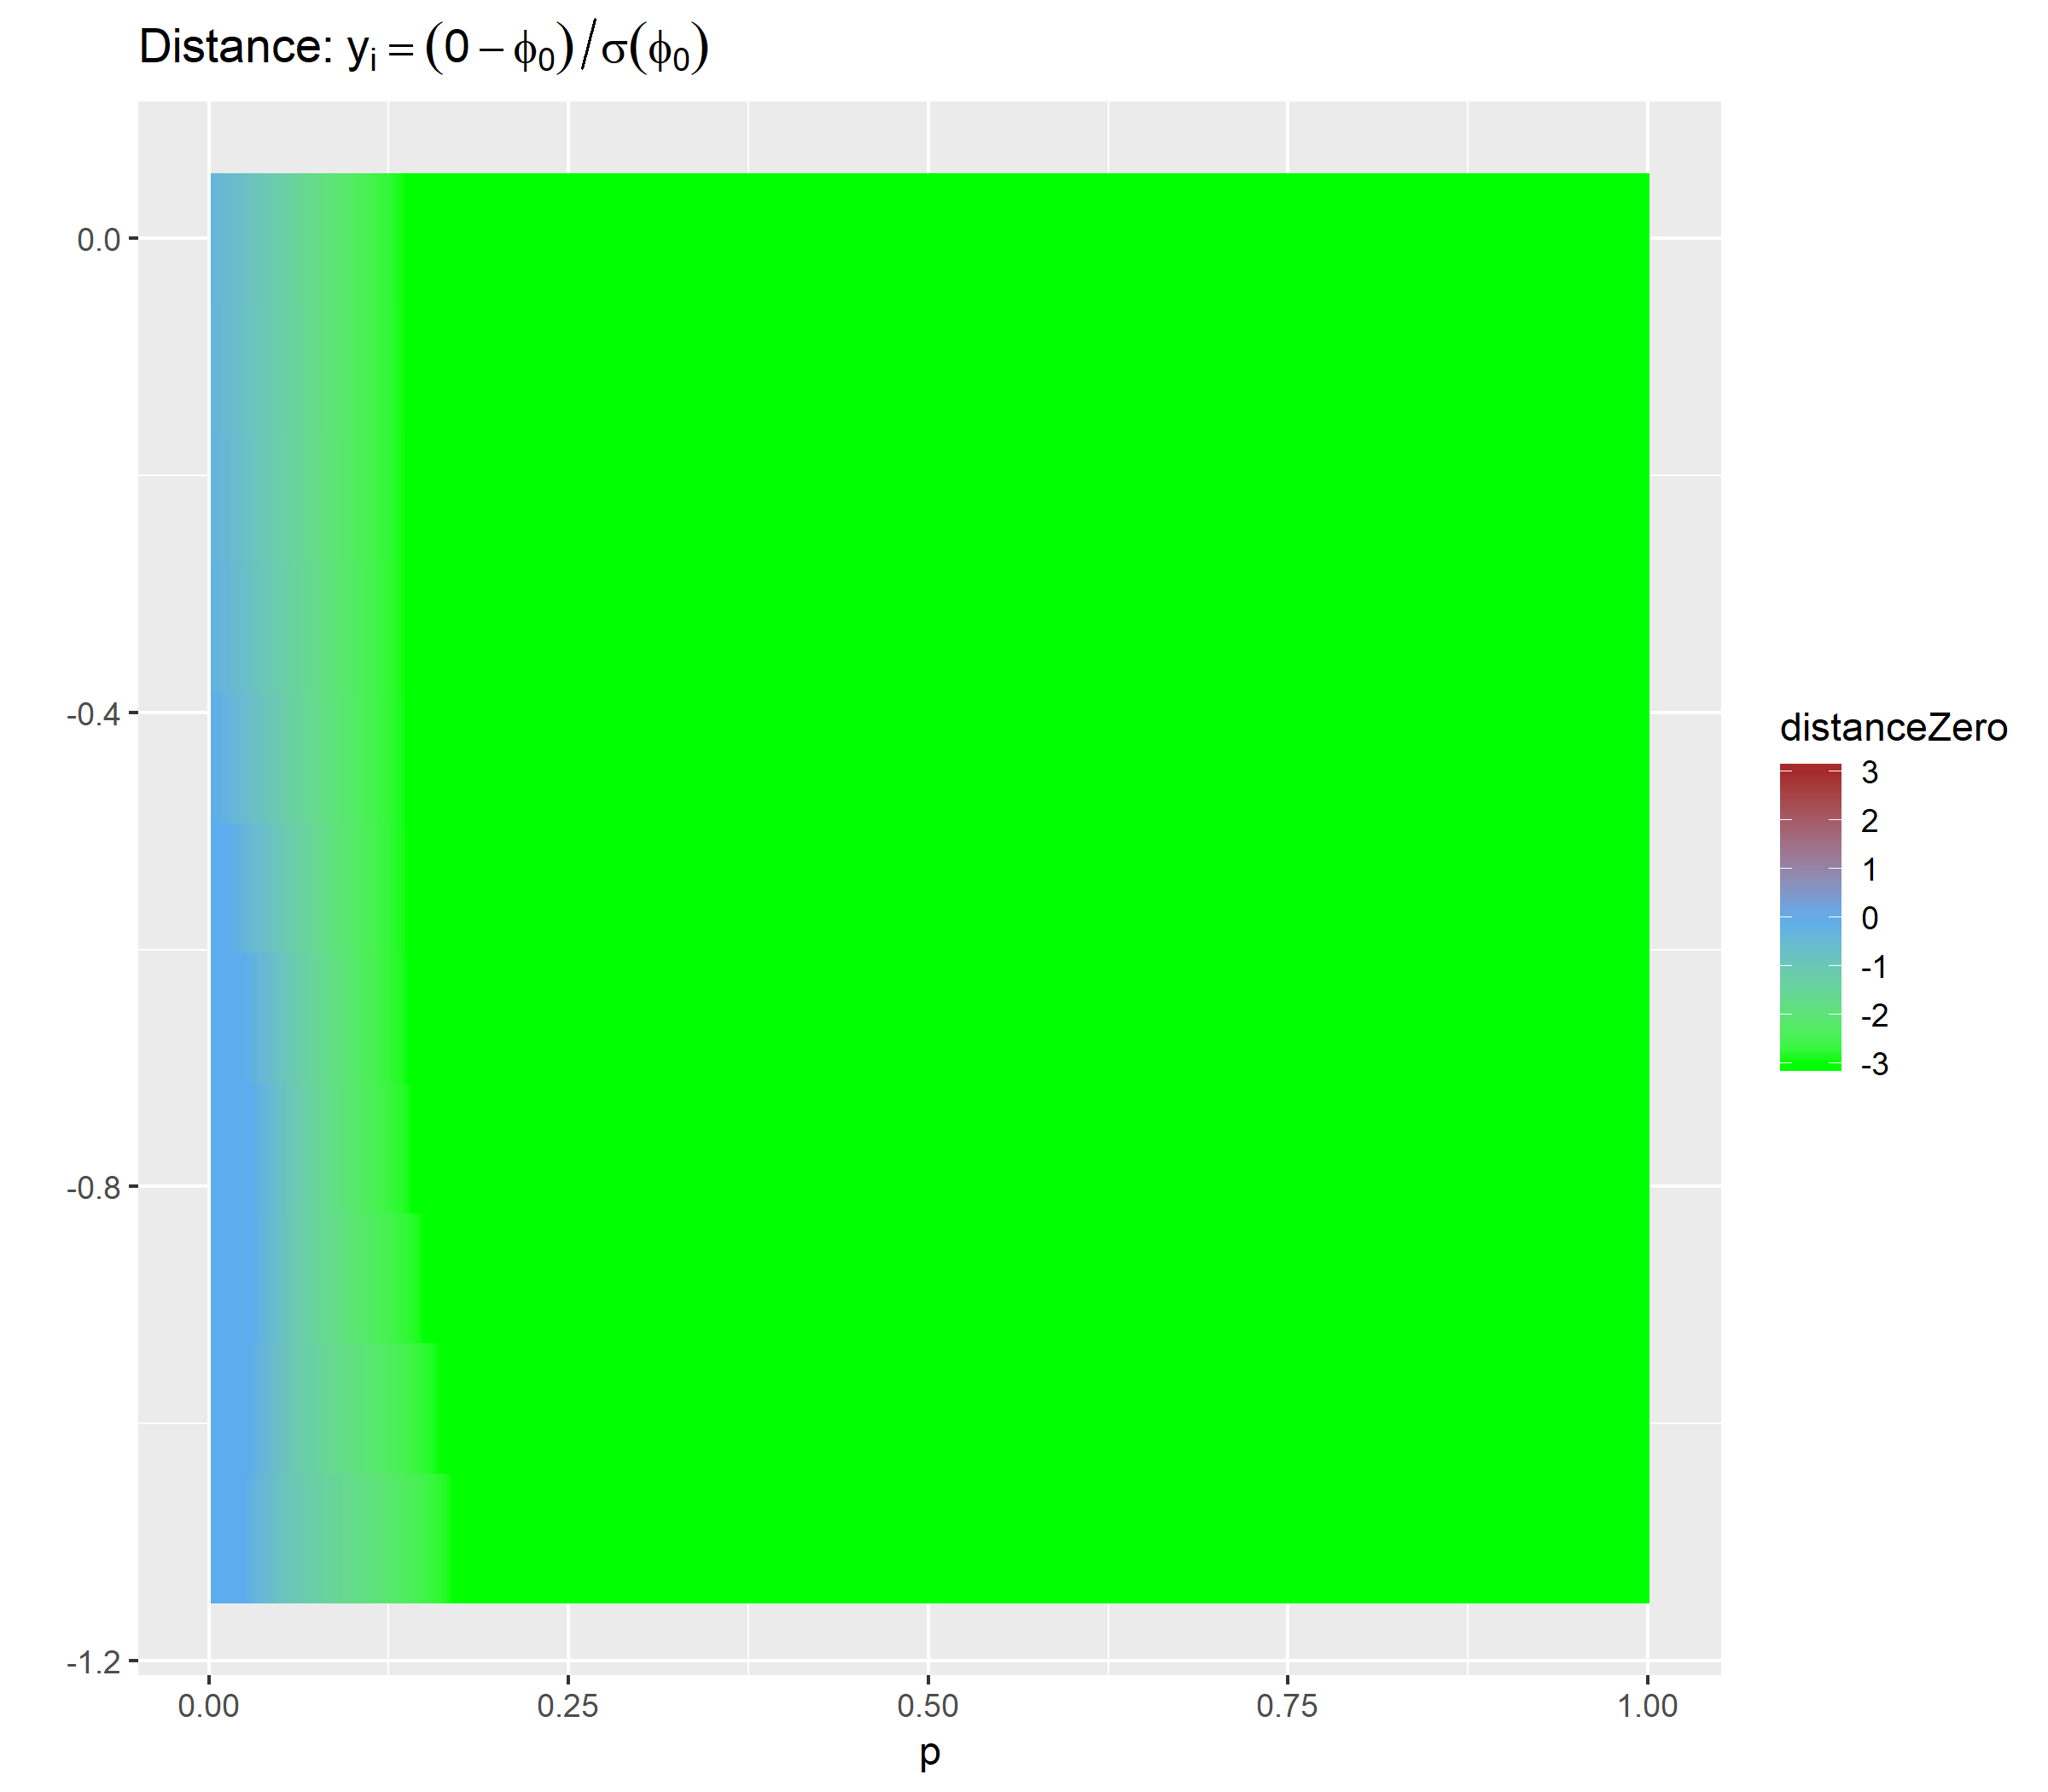 Distance: yᵢ = (0 − ϕ₀)/σ(ϕ₀)
0.0
-0.4
-0.8
-1.2
0.00 0.25 0.50 0.75 1.00
p
distanceZero
3
2
1
0
-1
-2
-3